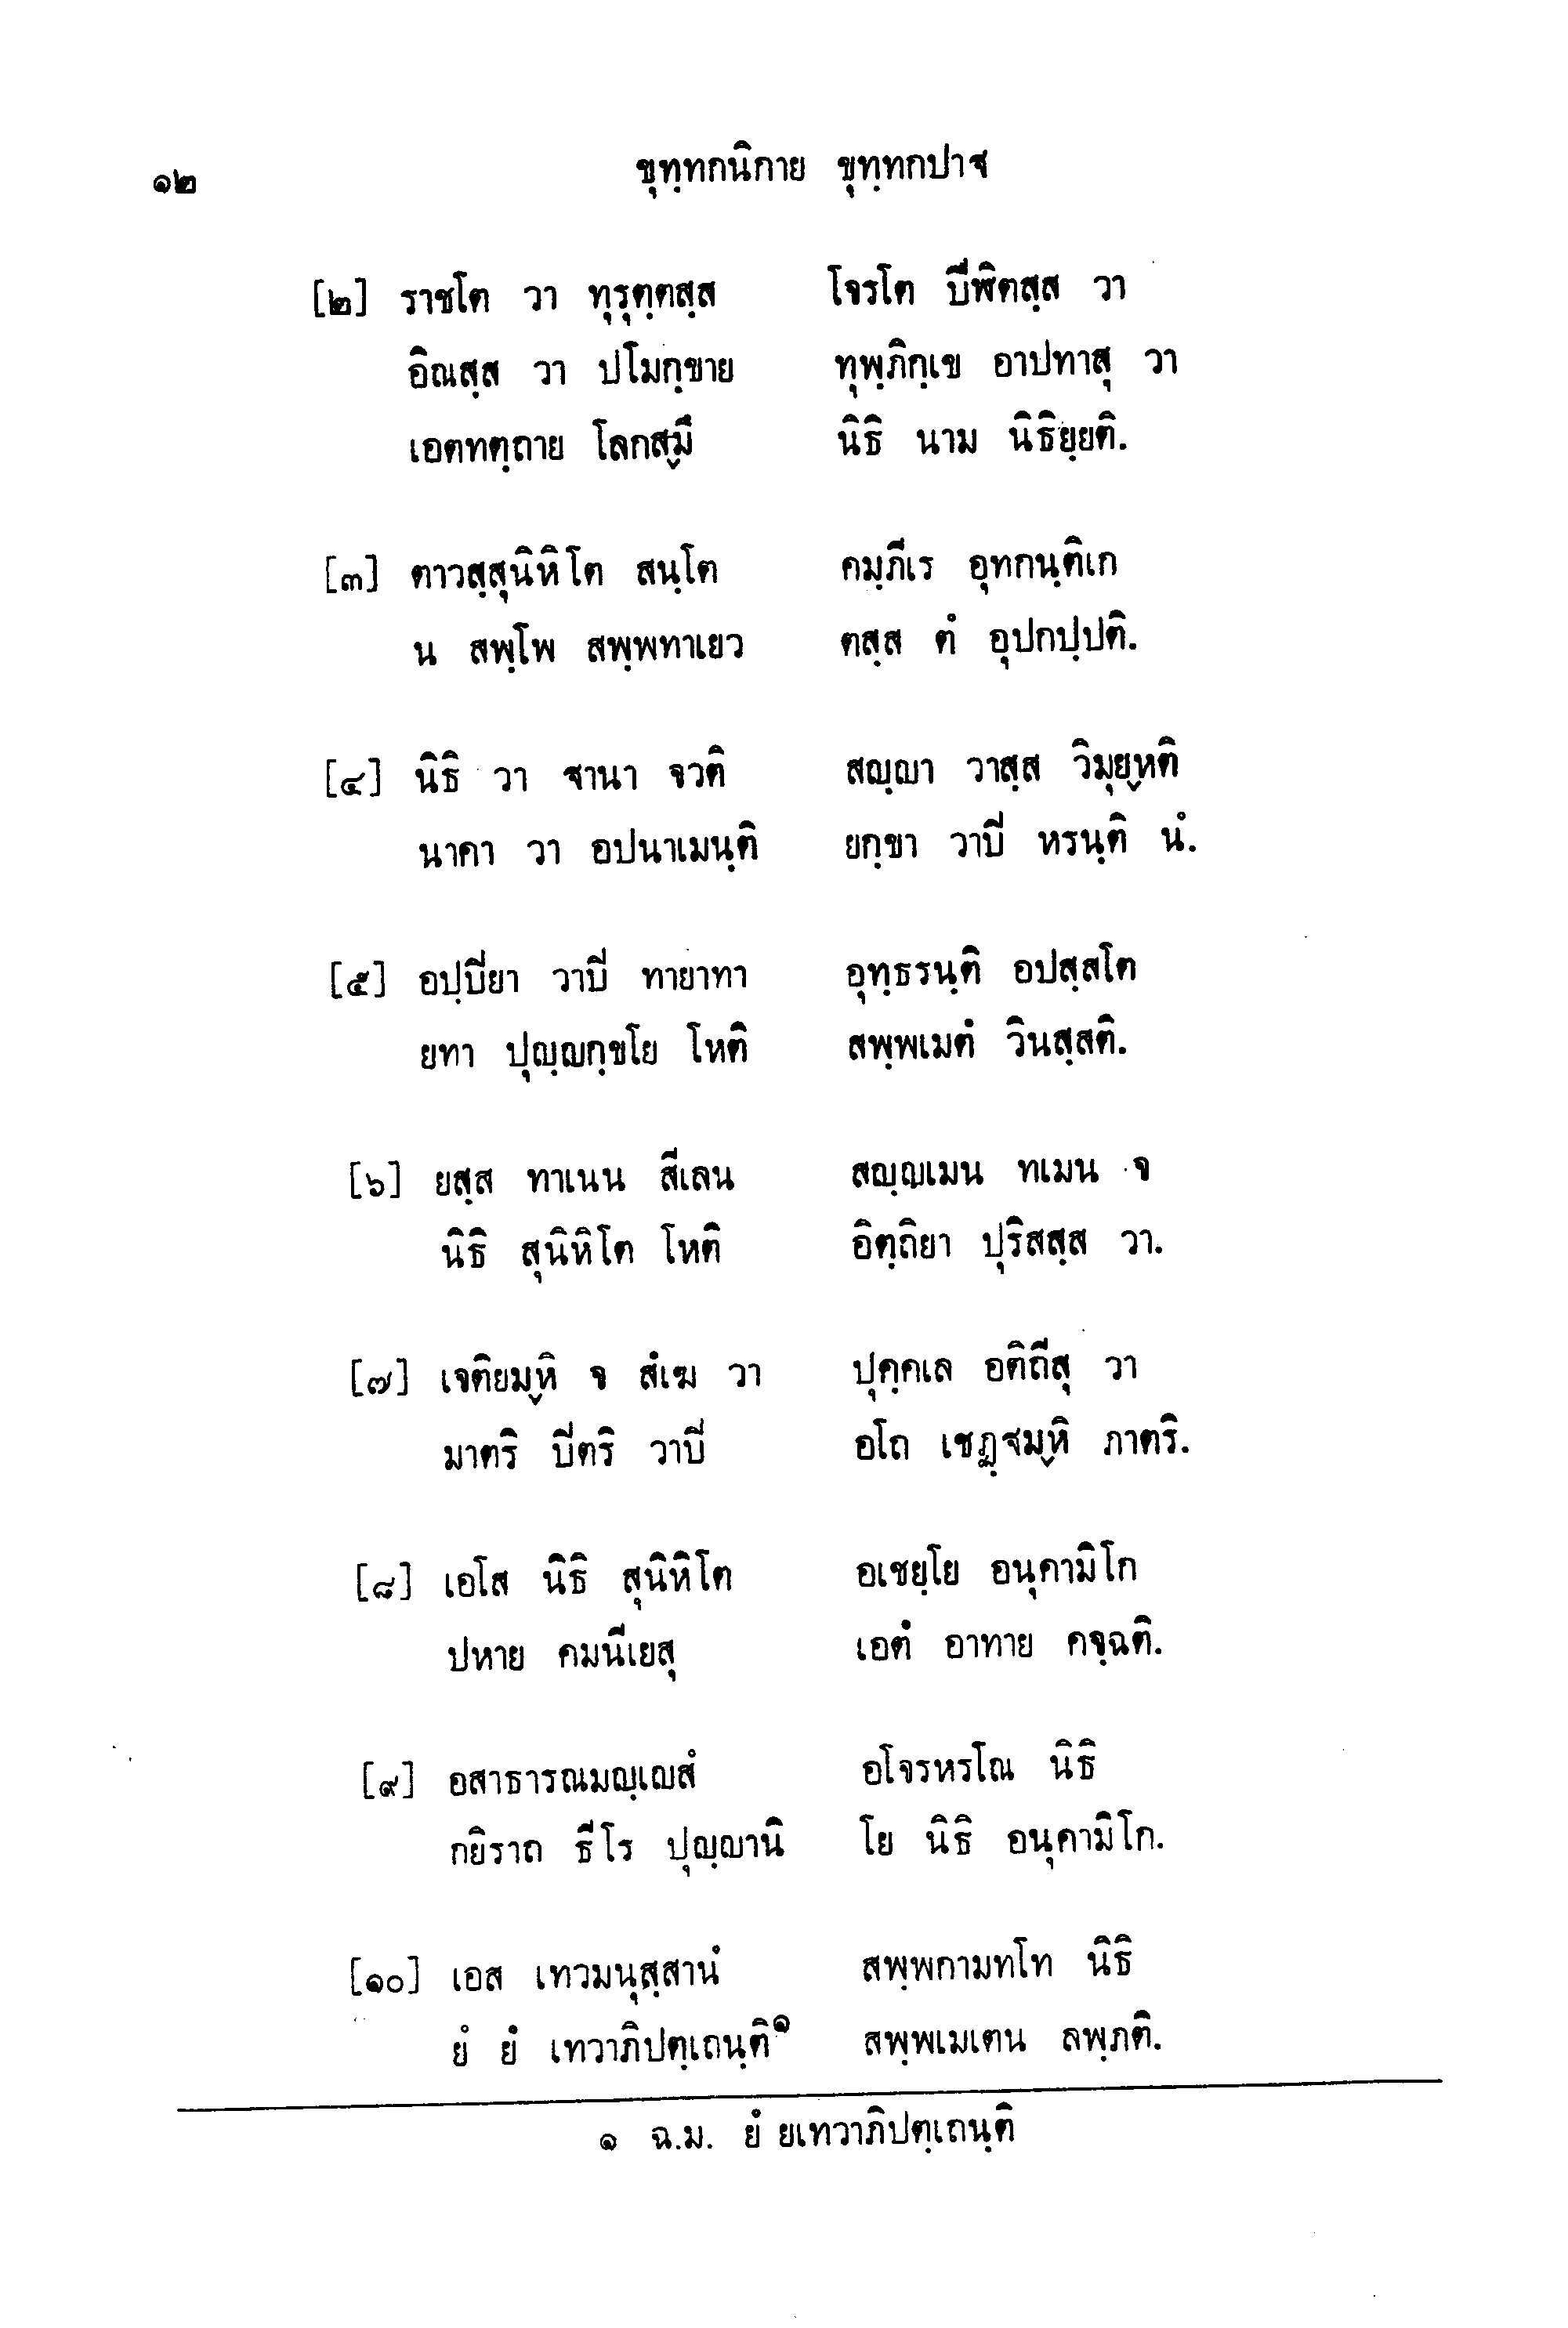 ๑๒ ขุทฺทกนิกาย ขุทฺทกปาฐ
[๒] ราชโต วา ทุรุตฺตสฺส โจรโต ปีฬิตสฺส วา
อิณสฺส วา ปโมกฺขาย ทุพฺภิกฺเข อาปทาสุ วา
เอตทตฺถาย โลกสฺมึ นิธิ นาม นิธิยฺยติ.
[๓] ตาวสฺสุนิหิโต สนฺโต คมฺภีเร อุทกนฺติเก
น สพฺโพ สพฺพทาเยว ตสฺส ตํ อุปกปฺปติ.
[๔] นิธิ วา ฐานา จวติ สญฺญา วาสฺส วิมุยฺหติ
นาคา วา อปนาเมนฺติ ยกฺขา วาปิ หรนฺติ นํ.
[๕] อปฺปิยา วาปิ ทายาทา อุทฺธรนฺติ อปสฺสโต
ยทา ปุญฺญกฺขโย โหติ สพฺพเมตํ วินสฺสติ.
[๖] ยสฺส ทาเนน สีเลน สญฺญเมน ทเมน จ
นิธิ สุนิหิโต โหติ อิตฺถิยา ปุริสสฺส วา.
[๗] เจติยมฺหิ จ สํเฆ วา ปุคฺคเล อติถีสุ วา
มาตริ ปิตริ วาปิ อโถ เชฏฺฐมฺหิ ภาตริ.
[๘] เอโส นิธิ สุนิหิโต อเชยฺโย อนุคามิโก
ปหาย คมนีเยสุ เอตํ อาทาย คจฺฉติ.
[๙] อสาธารณมญฺเญสํ อโจรหรโณ นิธิ
กยิราถ ธีโร ปุญฺญานิ โย นิธิ อนุคามิโก.
[๑๐] เอส เทวมนุสฺสานํ สพฺพกามทโท นิธิ
ยํ ยํ เทวาภิปตฺเถนฺติ๑ สพฺพเมเตน ลพฺภติ.
๑ ฉ.ม. ยํ ยเทวาภิปตฺเถนฺติ